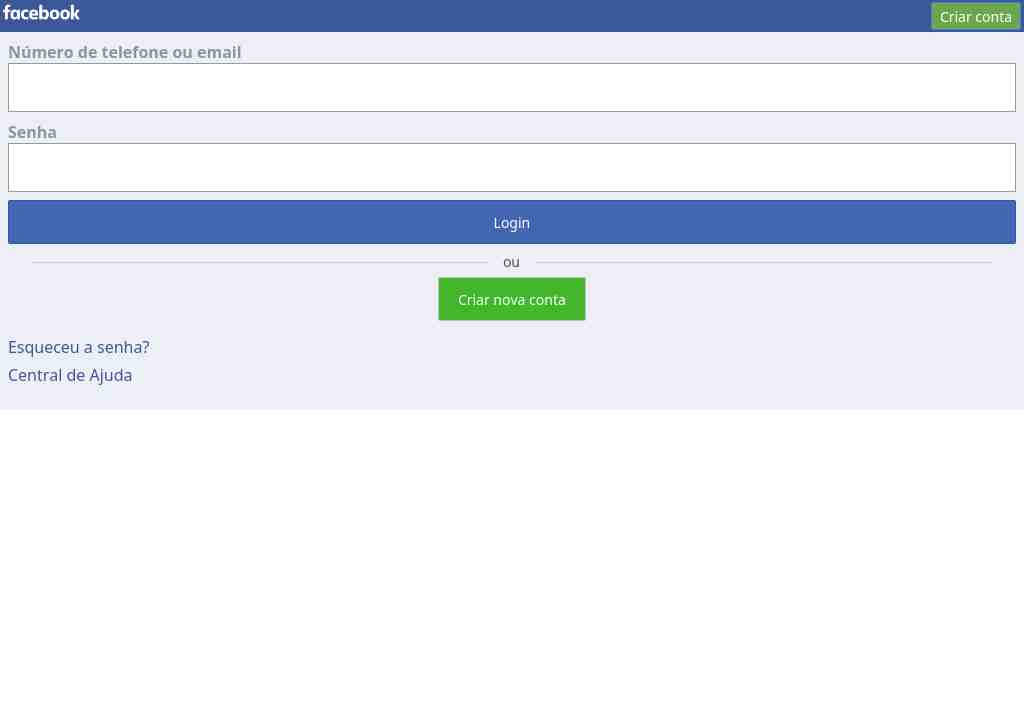 facebook
Criar conta
Número de telefone ou email
Senha
Login
ou
Criar nova conta
Esqueceu a senha?
Central de Ajuda